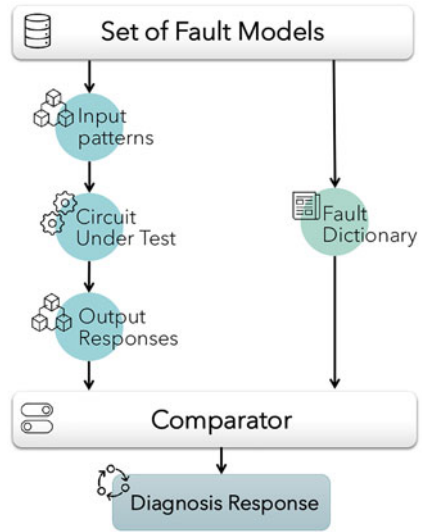 Set of Fault Models
Input
patterns
Circuit
Under Test
Fault
Dictionary
Output
Responses
Comparator
Diagnosis Response